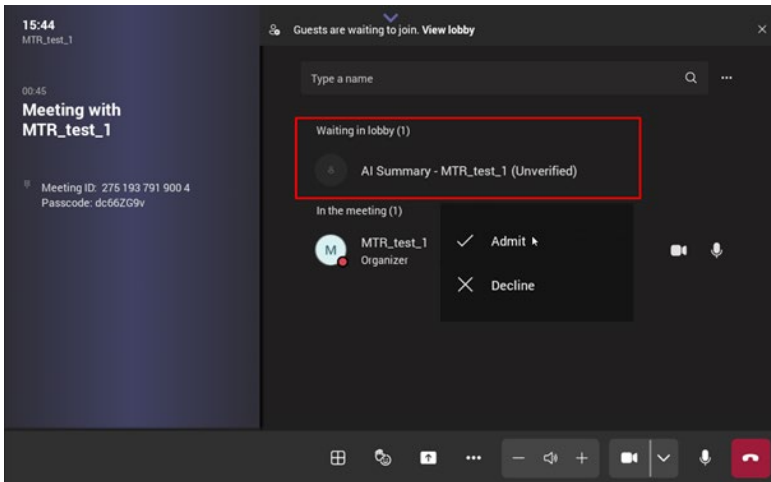 15:44
MTR_test_1
Guests are waiting to join. View lobby
00:45
Meeting with
MTR_test_1
Meeting ID: 275 193 791 900 4
Passcode: dc66ZG9v
Type a name
Waiting in lobby (1)
AI Summary - MTR_test_1 (Unverified)
In the meeting (1)
M
MTR_test_1
Organizer
Admit
Decline